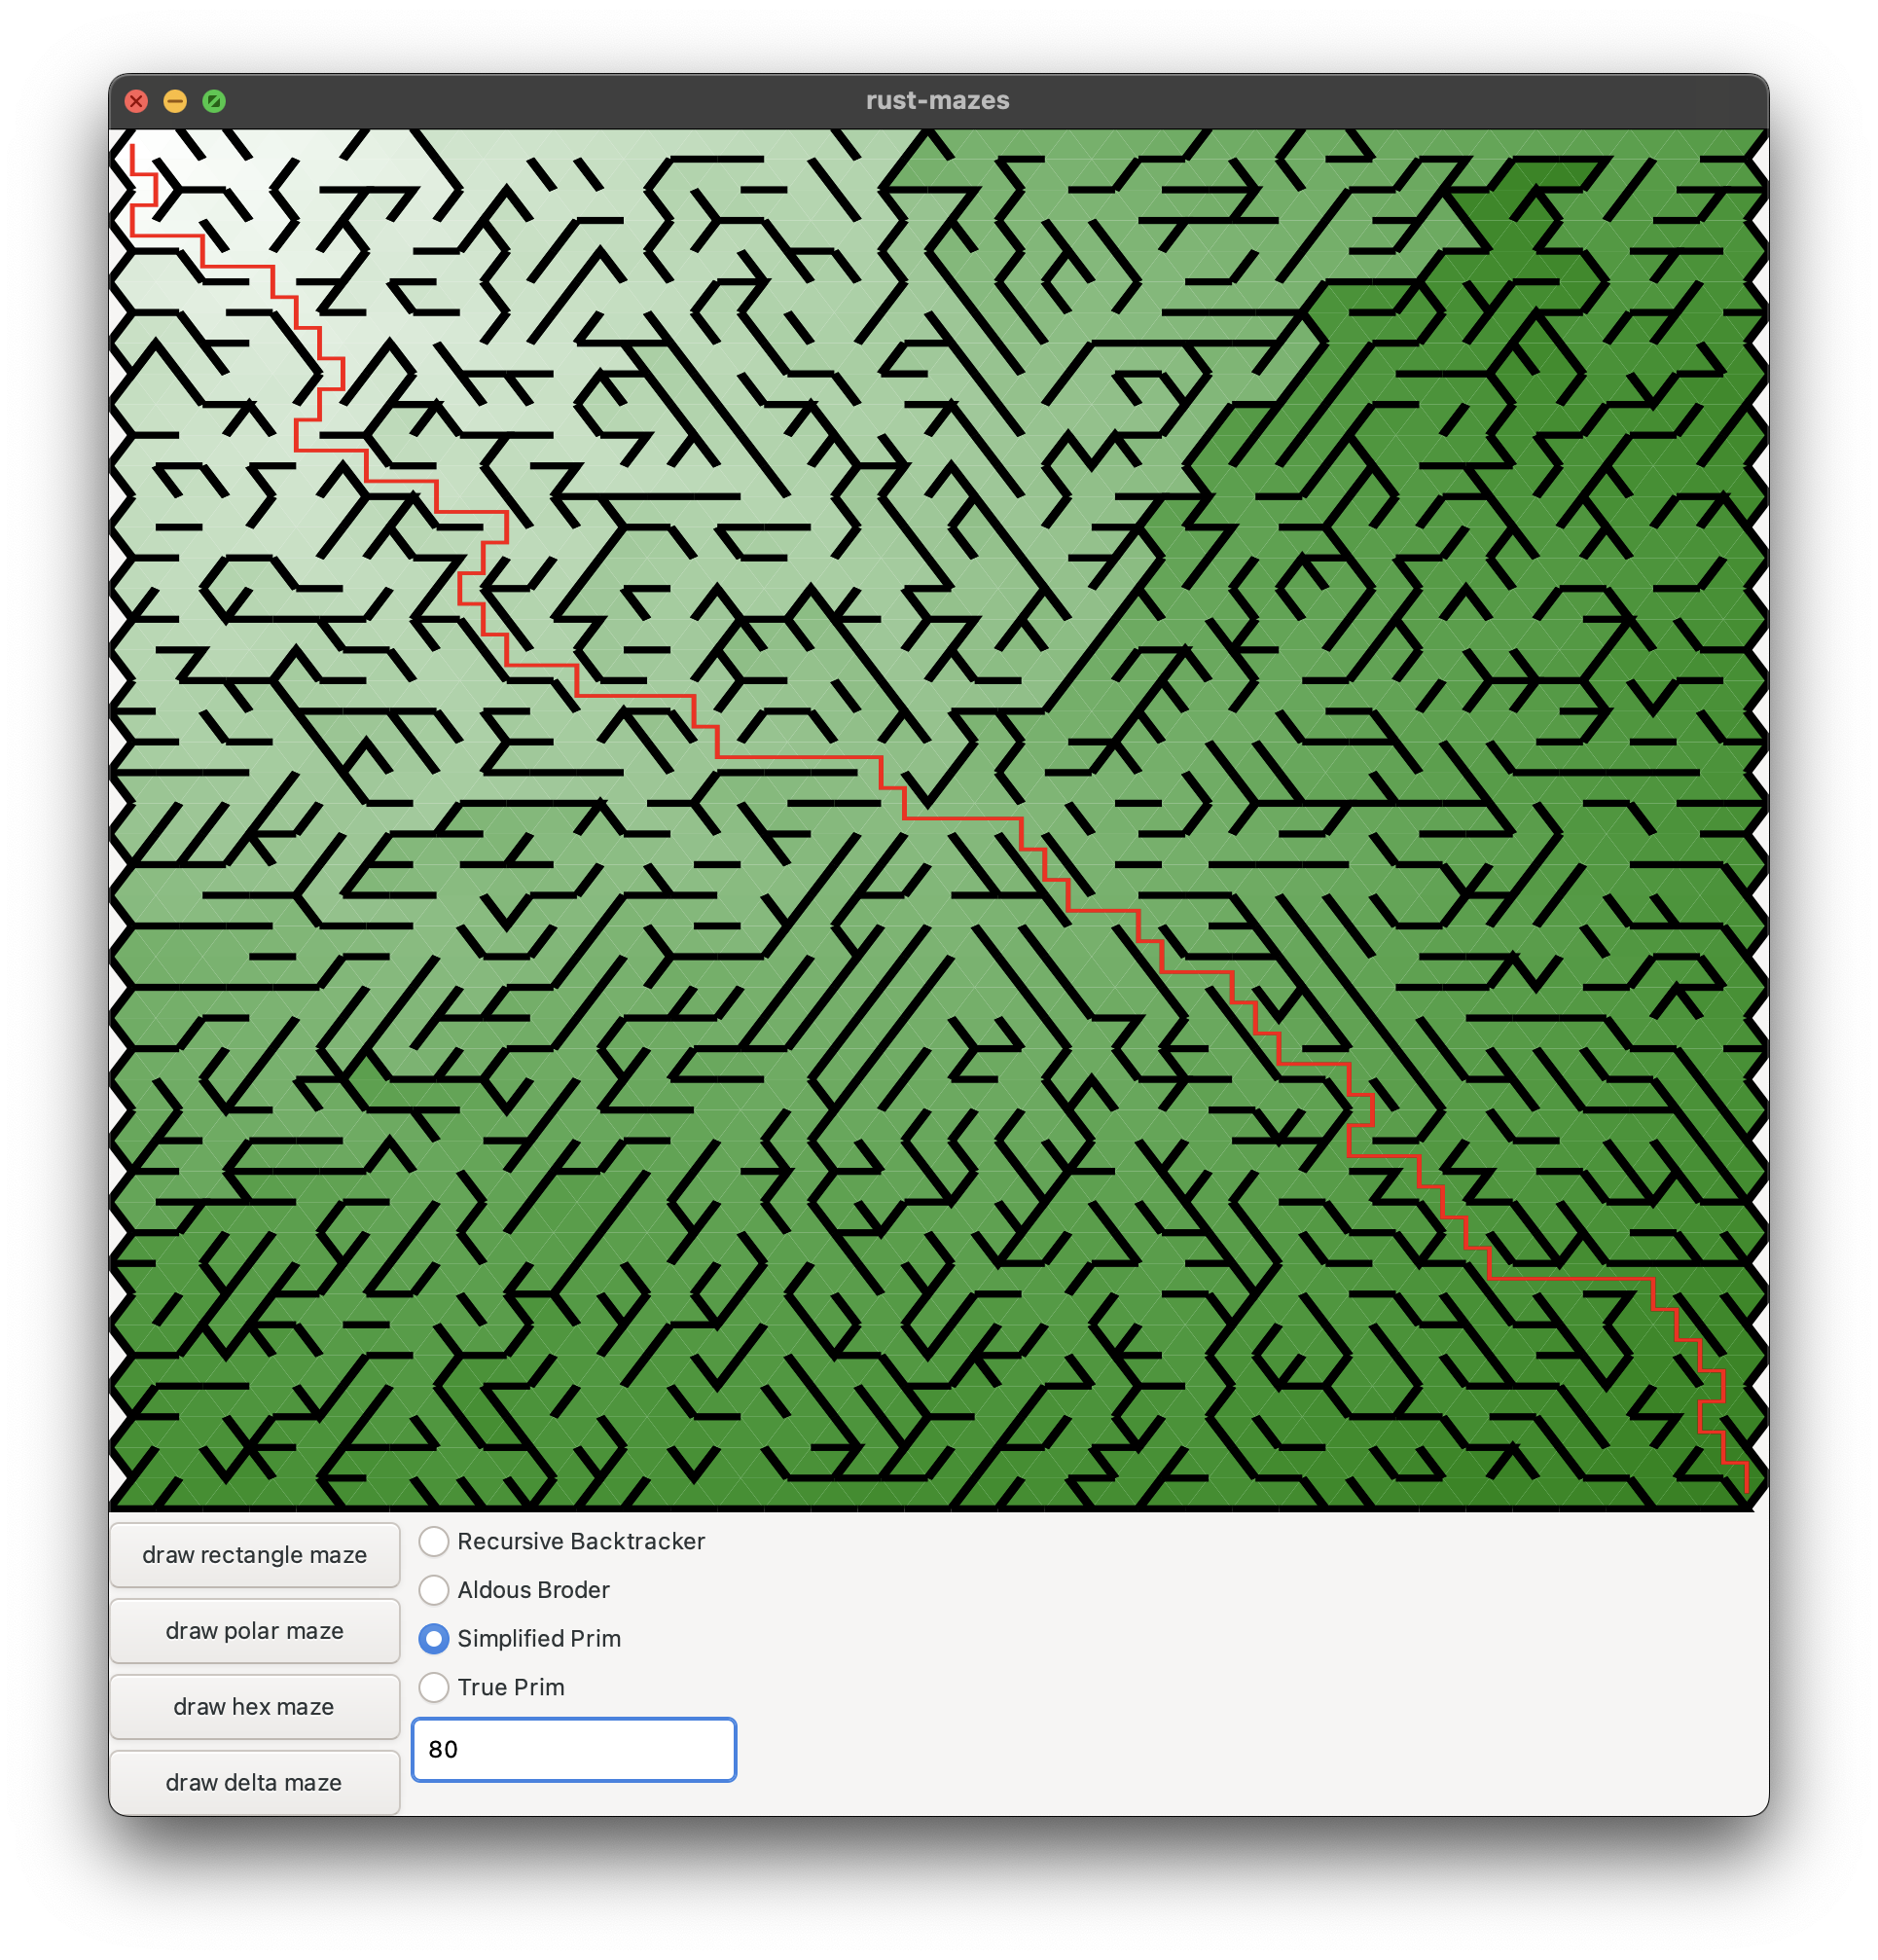 rust-mazes
draw rectangle maze
draw polar maze
draw hex maze
draw delta maze
Recursive Backtracker
Aldous Broder
Simplified Prim
True Prim
80